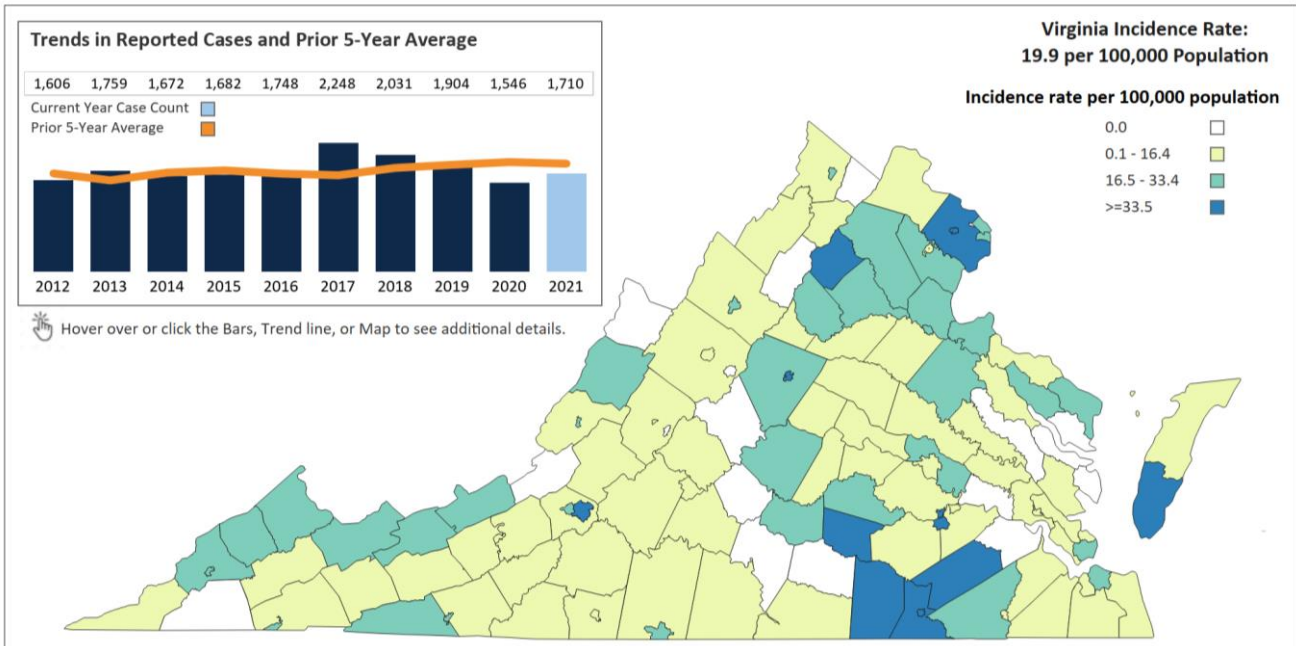 Trends in Reported Cases and Prior 5-Year Average
1,606 1,759 1,672 1,682 1,748 2,248 2,031 1,904 1,546 1,710
Current Year Case Count
Prior 5-Year Average
2012 2013 2014 2015 2016 2017 2018 2019 2020 2021
Hover over or click the Bars, Trend line, or Map to see additional details.
Virginia Incidence Rate:
19.9 per 100,000 Population
Incidence rate per 100,000 population
0.0
0.1 - 16.4
16.5 - 33.4
>=33.5